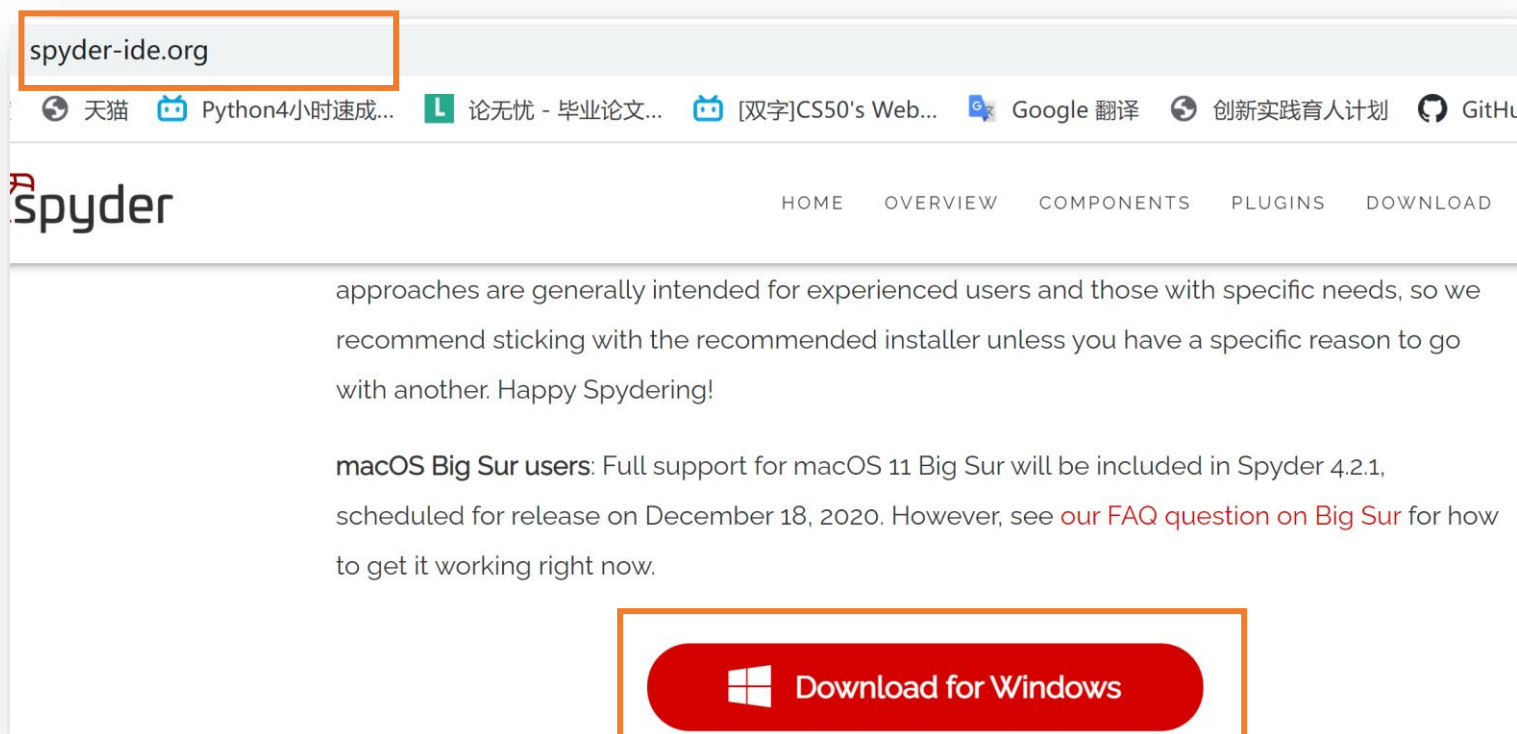 spyder-ide.org
天猫 Python4小时速成... L 论无忧 - 毕业论文... [双字]CS50's Web... Google 翻译 创新实践育人计划 GitHu
spyder HOME OVERVIEW COMPONENTS PLUGINS DOWNLOAD
approaches are generally intended for experienced users and those with specific needs, so we
recommend sticking with the recommended installer unless you have a specific reason to go
with another. Happy Spydering!
macOS Big Sur users: Full support for macOS 11 Big Sur will be included in Spyder 4.2.1,
scheduled for release on December 18, 2020. However, see our FAQ question on Big Sur for how
to get it working right now.
Download for Windows